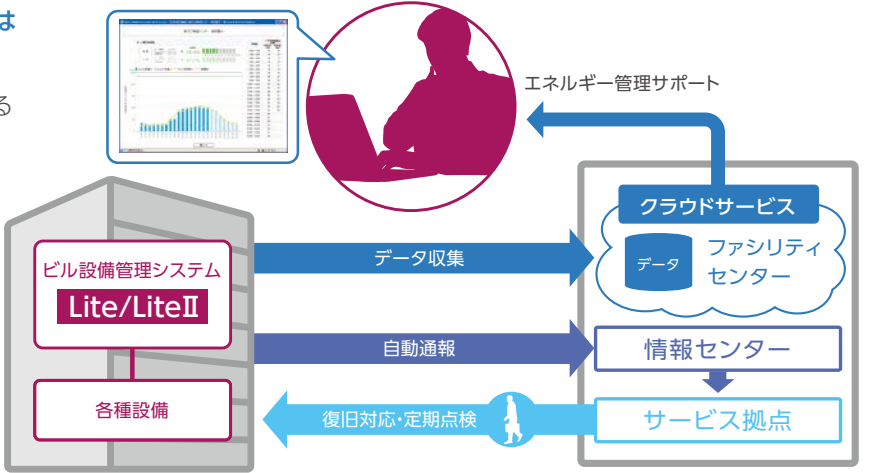 は
る
エネルギー管理サポート
クラウドサービス
データ
ファシリティ
センター
データ収集
ビル設備管理システム
Lite/LiteⅡ
自動通報
情報センター
各種設備
復旧対応・定期点検
サービス拠点